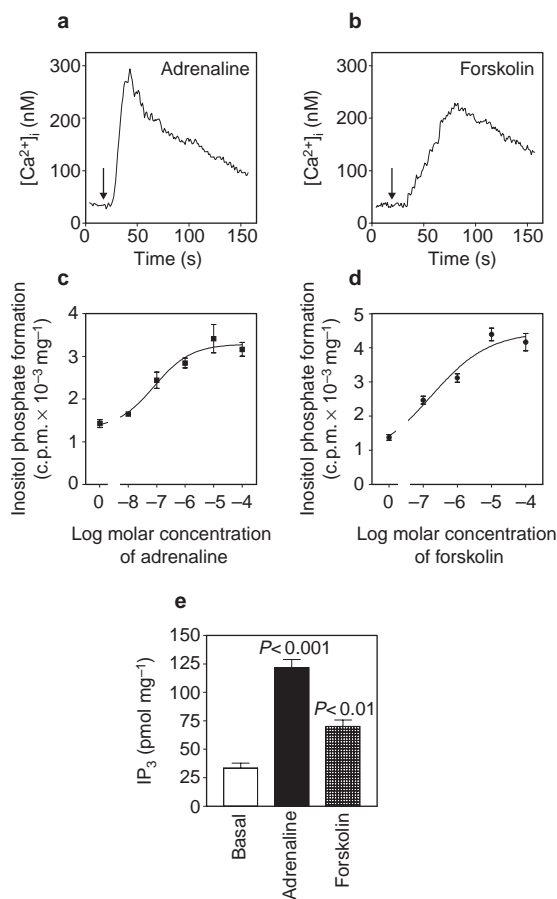 a
Adrenaline
[Ca²⁺]ᵢ (nM)
300
200
100
0
0 50 100 150
Time (s)
b
Forskolin
[Ca²⁺]ᵢ (nM)
300
200
100
0
0 50 100 150
Time (s)
c
Inositol phosphate formation
(c.p.m. × 10⁻³ mg⁻¹)
4
3
2
1
0
0 −8 −7 −6 −5 −4
Log molar concentration
of adrenaline
d
Inositol phosphate formation
(c.p.m. × 10⁻³ mg⁻¹)
5
4
3
2
1
0
0 −7 −6 −5 −4
Log molar concentration
of forskolin
e
IP₃ (pmol mg⁻¹)
150
125
100
75
50
25
0
P< 0.001
P< 0.01
Basal
Adrenaline
Forskolin